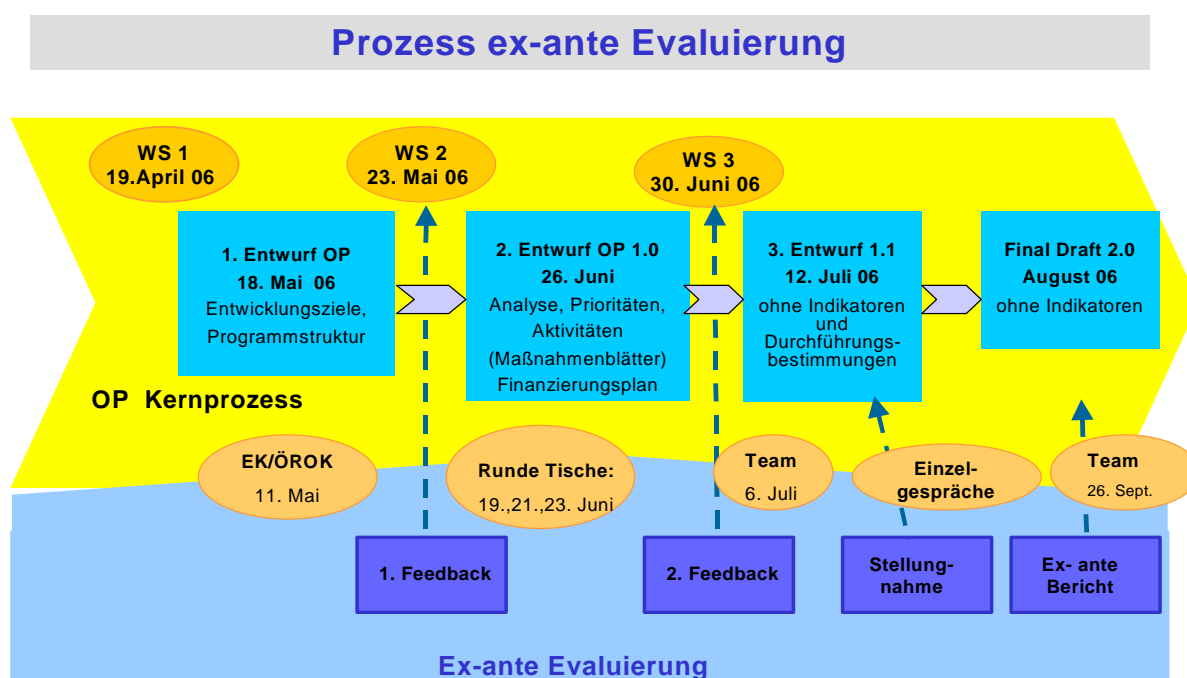 Prozess ex-ante Evaluierung
WS 1
19.April 06
WS 2
23. Mai 06
WS 3
30. Juni 06
1. Entwurf OP
18. Mai 06
Entwicklungsziele,
Programmstruktur
2. Entwurf OP 1.0
26. Juni
Analyse, Prioritäten,
Aktivitäten
(Maßnahmenblätter)
Finanzierungsplan
3. Entwurf 1.1
12. Juli 06
ohne Indikatoren
und
Durchführungs-
bestimmungen
Final Draft 2.0
August 06
ohne Indikatoren
OP Kernprozess
EK/ÖROK
11. Mai
Runde Tische:
19.,21.,23. Juni
Team
6. Juli
Einzel-
gespräche
Team
26. Sept.
1. Feedback
2. Feedback
Stellung-
nahme
Ex- ante
Bericht
Ex-ante Evaluierung